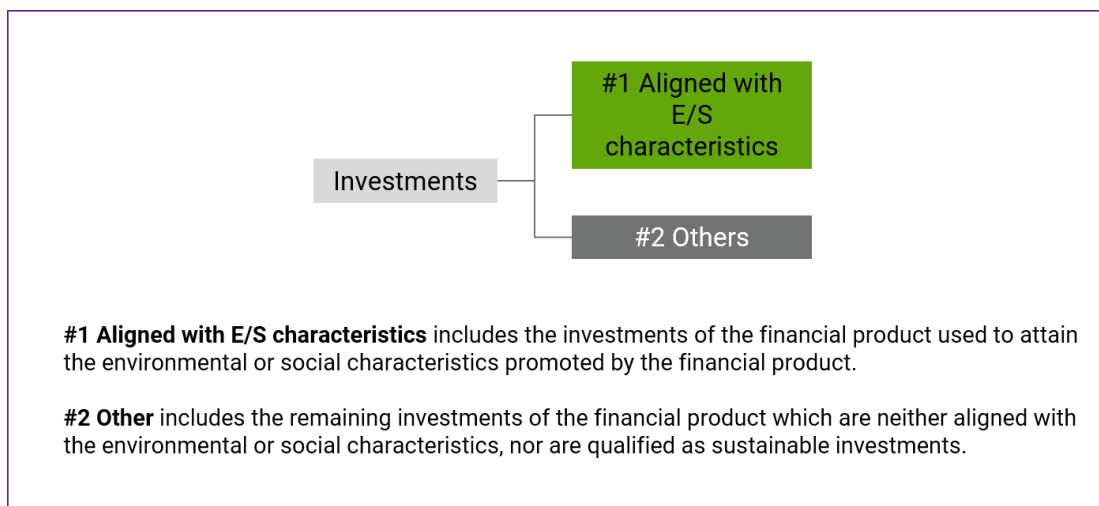 #1 Aligned with
E/S
characteristics
Investments
#2 Others
#1 Aligned with E/S characteristics includes the investments of the financial product used to attain
the environmental or social characteristics promoted by the financial product.
#2 Other includes the remaining investments of the financial product which are neither aligned with
the environmental or social characteristics, nor are qualified as sustainable investments.